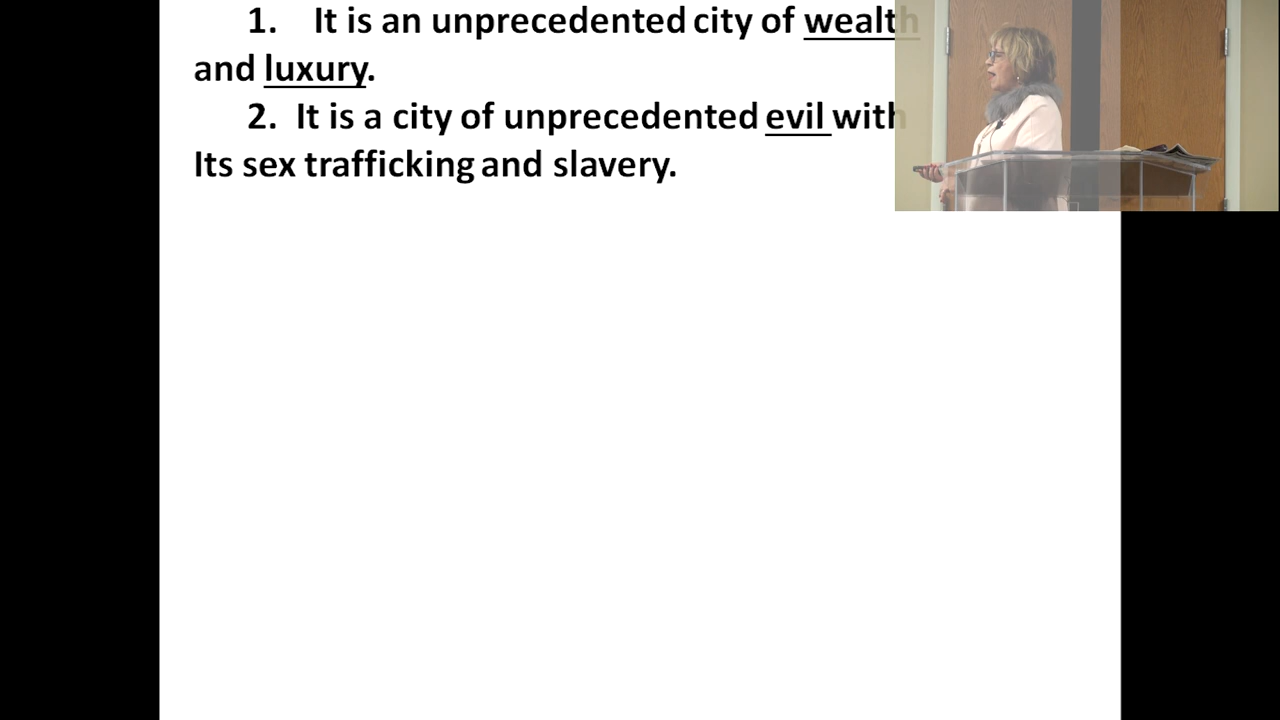 1. It is an unprecedented city of wealth
and luxury.
2. It is a city of unprecedented evil with
Its sex trafficking and slavery.